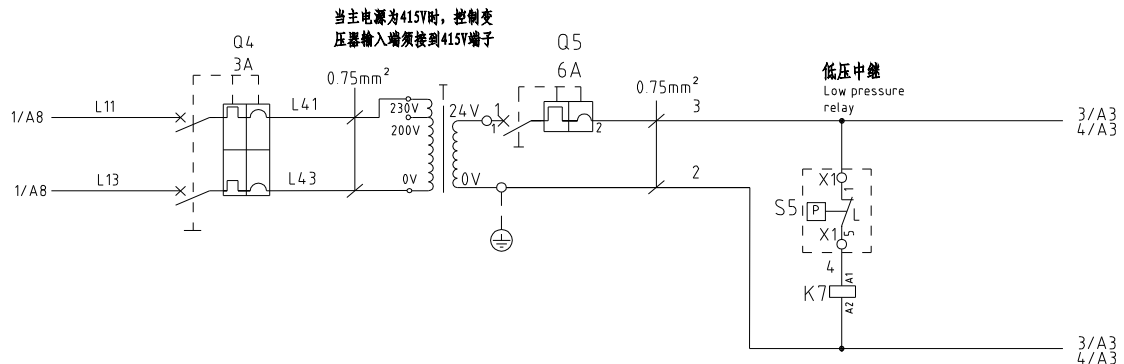 当主电源为415V时，控制变
压器输入端须接到415V端子
Q4
3A
Q5
6A
0.75mm²
0.75mm²
低压中继
Low pressure
relay
1/A8
L11
L41
230V
200V
24V
1
1
2
3
3/A3
4/A3
1/A8
L13
L43
0V
0V
2
X1
1
S5
P
L
X1
5
4
A1
K7
A2
3/A3
4/A3